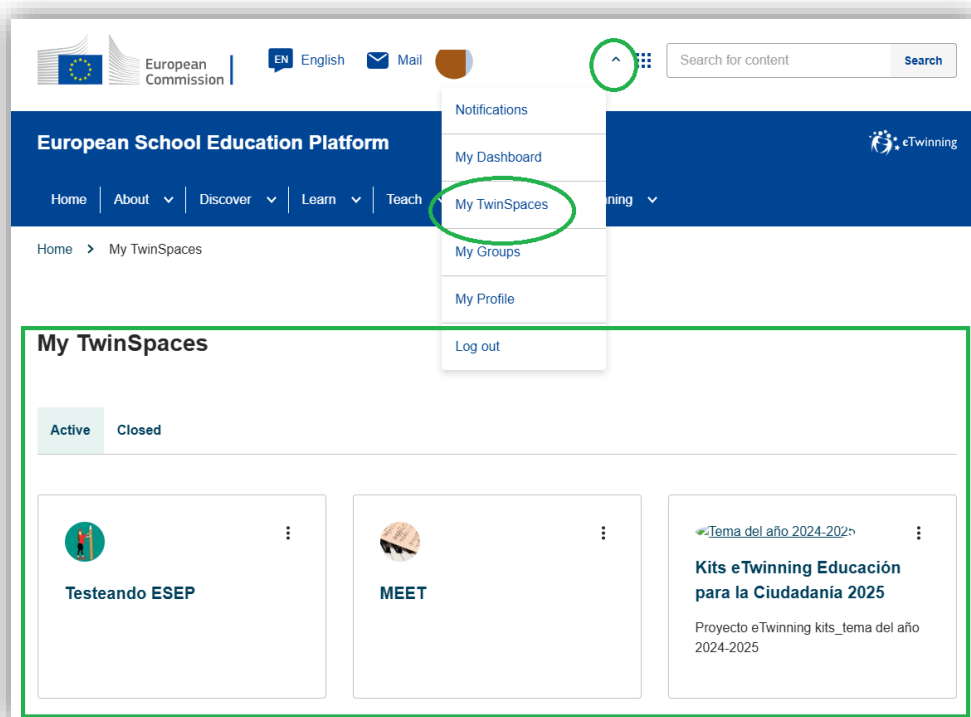 European
Commission
EN English Mail
Search for content Search
Notifications
My Dashboard
My TwinSpaces
My Groups
My Profile
Log out
European School Education Platform
eTwinning
Home About Discover Learn Teach ning
Home > My TwinSpaces
My TwinSpaces
Active Closed
Testeando ESEP
MEET
Tema del año 2024-2025
Kits eTwinning Educación
para la Ciudadanía 2025
Proyecto eTwinning kits_tema del año
2024-2025